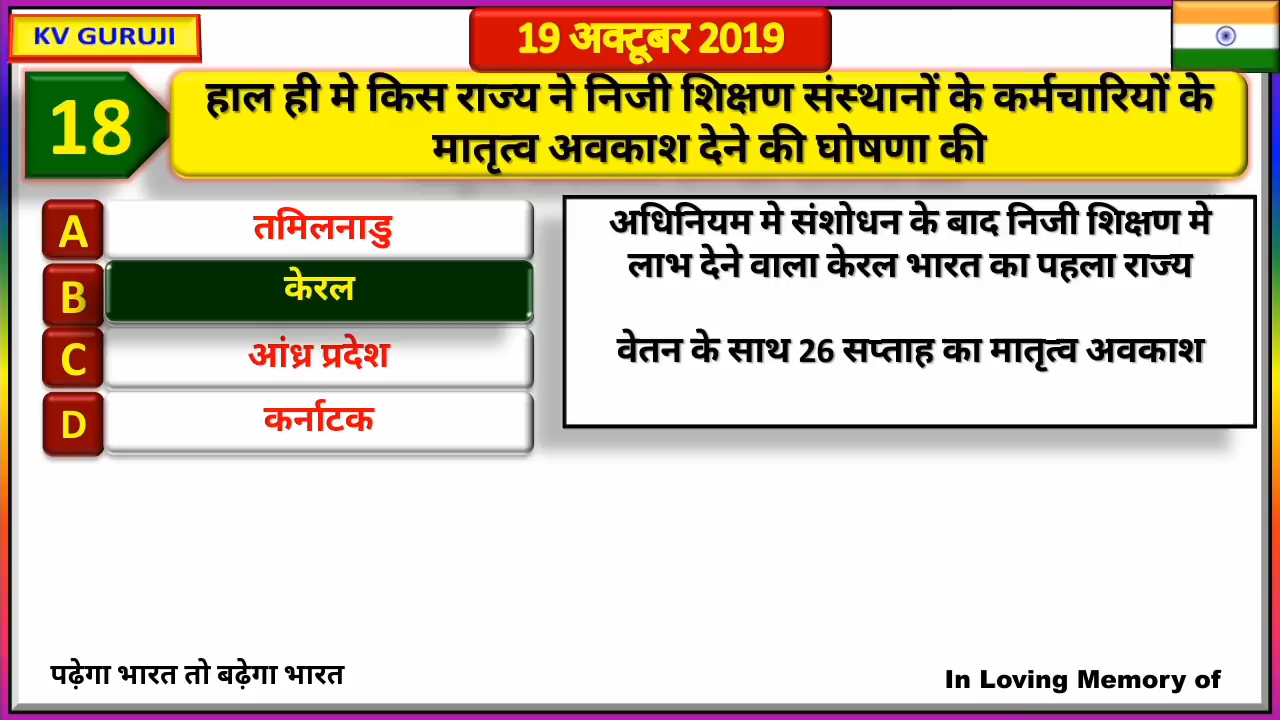 KV GURUJI
19 अक्टूबर 2019
18
हाल ही मे किस राज्य ने निजी शिक्षण संस्थानों के कर्मचारियों के
मातृत्व अवकाश देने की घोषणा की
A तमिलनाडु
B केरल
C आंध्र प्रदेश
D कर्नाटक
अधिनियम मे संशोधन के बाद निजी शिक्षण मे
लाभ देने वाला केरल भारत का पहला राज्य
वेतन के साथ 26 सप्ताह का मातृत्व अवकाश
पढ़ेगा भारत तो बढ़ेगा भारत
In Loving Memory of